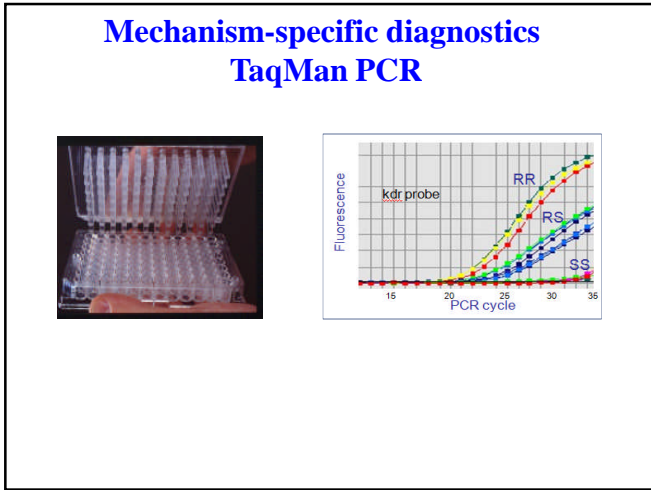 Mechanism-specific diagnostics
TaqMan PCR
Fluorescence
kdr probe
RR
RS
SS
15 20 25 30 35
PCR cycle